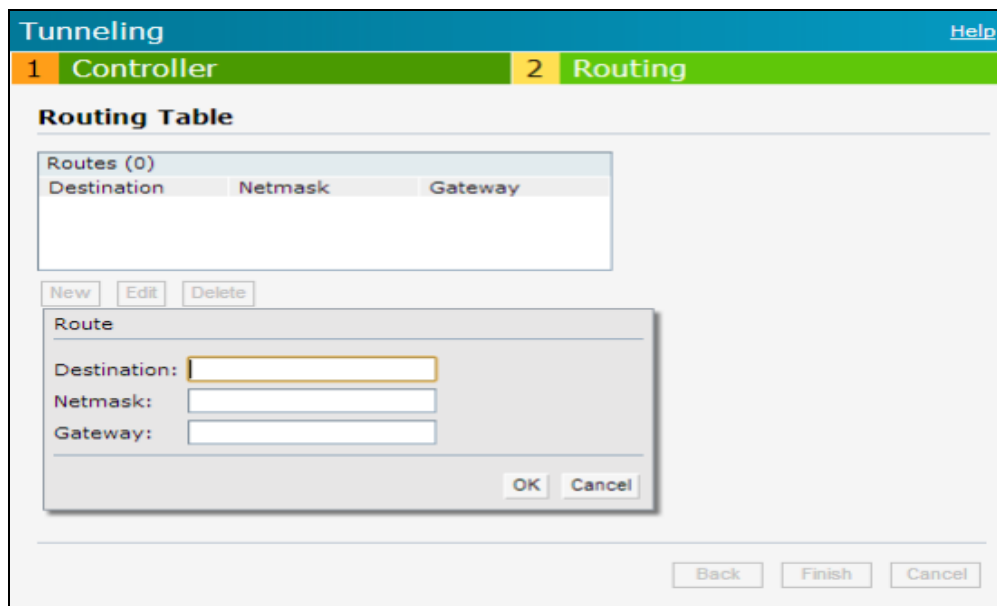 Tunneling Help
1 Controller 2 Routing
Routing Table
Routes (0)
Destination Netmask Gateway
New Edit Delete
Route
Destination:
Netmask:
Gateway:
OK Cancel
Back Finish Cancel